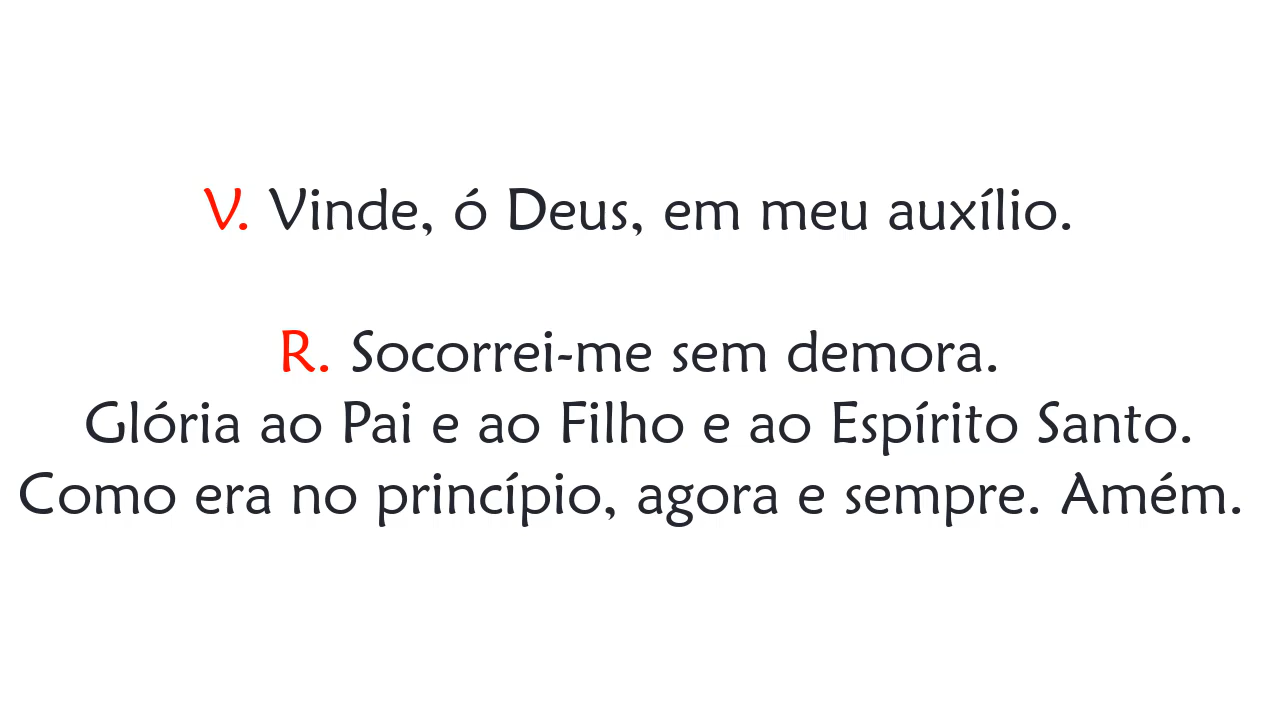 V. Vinde, ó Deus, em meu auxílio.
R. Socorrei-me sem demora.
Glória ao Pai e ao Filho e ao Espírito Santo.
Como era no princípio, agora e sempre. Amém.